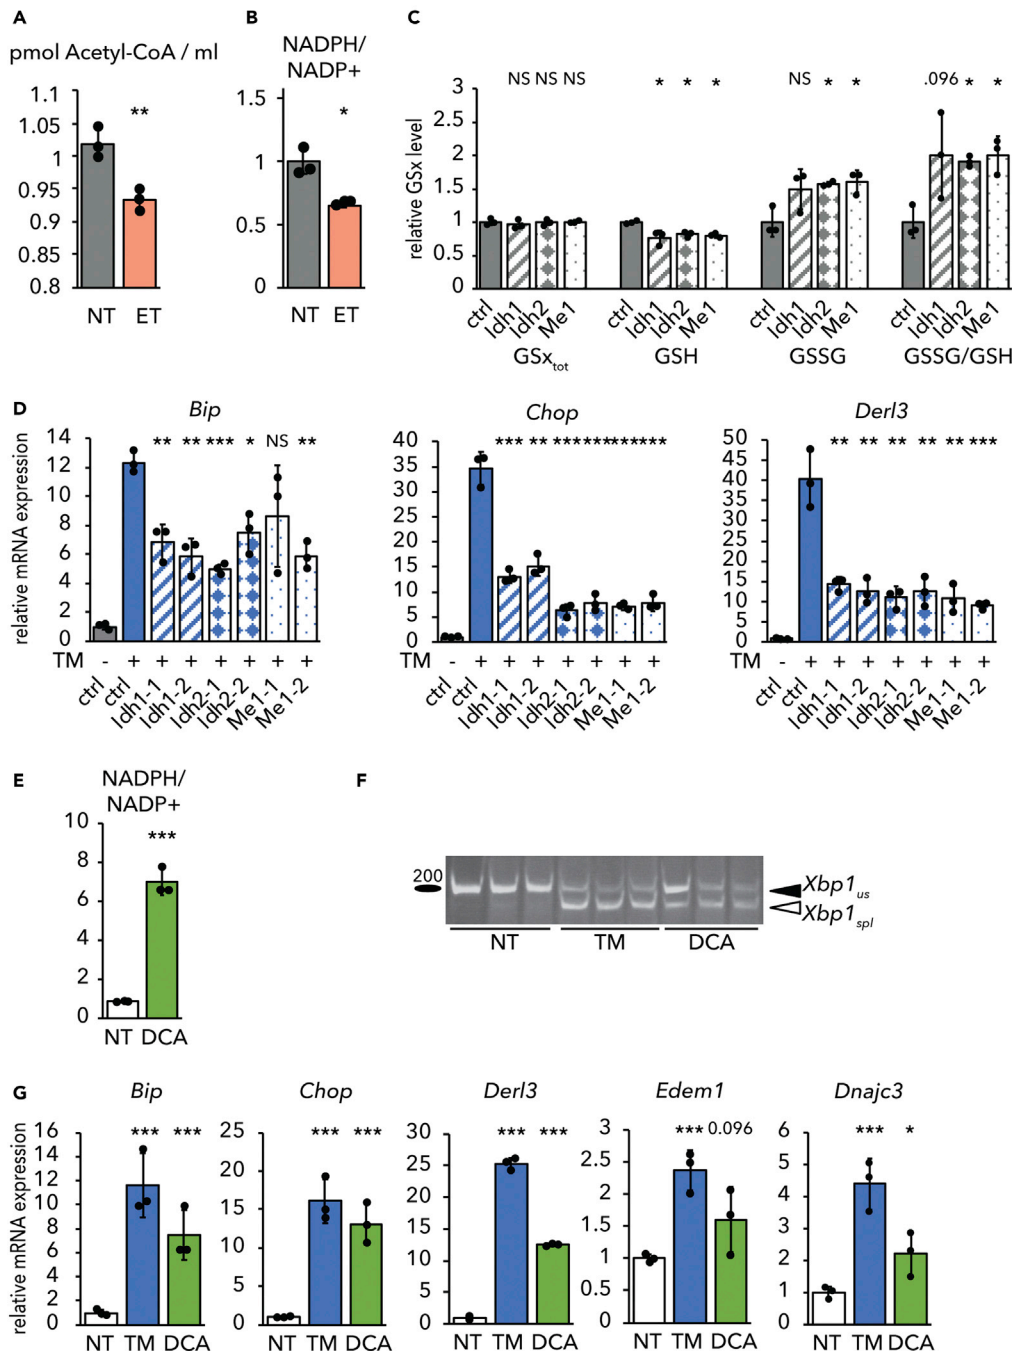 A
pmol Acetyl-CoA / ml
1.1
1.05
1
0.95
0.9
0.85
0.8
**
NT ET
B
NADPH/
NADP+
1.5
1
0.5
0
*
NT ET
C
relative GSx level
3
2.5
2
1.5
1
0.5
0
NS NS NS * * * NS * * .096 * *
ctrl Idh1 Idh2 Me1 ctrl Idh1 Idh2 Me1 ctrl Idh1 Idh2 Me1 ctrl Idh1 Idh2 Me1
GSxtot GSH GSSG GSSG/GSH
D
Bip
relative mRNA expression
14
12
10
8
6
4
2
0
** ** *** * NS **
TM - + + + + + + +
ctrl ctrl Idh1-1 Idh1-2 Idh2-1 Idh2-2 Me1-1 Me1-2
Chop
40
35
30
25
20
15
10
5
0
*** ** *** *** *** ***
- + + + + + + +
ctrl ctrl Idh1-1 Idh1-2 Idh2-1 Idh2-2 Me1-1 Me1-2
Derl3
50
45
40
35
30
25
20
15
10
5
0
** ** ** ** ** ***
TM - + + + + + + +
ctrl ctrl Idh1-1 Idh1-2 Idh2-1 Idh2-2 Me1-1 Me1-2
E
NADPH/
NADP+
10
8
6
4
2
0
***
NT DCA
F
200
Xbp1us
Xbp1spl
NT TM DCA
G
Bip
relative mRNA expression
16
14
12
10
8
6
4
2
0
*** ***
NT TM DCA
Chop
25
20
15
10
5
0
*** ***
NT TM DCA
Derl3
30
25
20
15
10
5
0
*** ***
NT TM DCA
Edem1
3
2.5
2
1.5
1
0.5
0
*** 0.096
NT TM DCA
Dnajc3
6
5
4
3
2
1
0
*** *
NT TM DCA